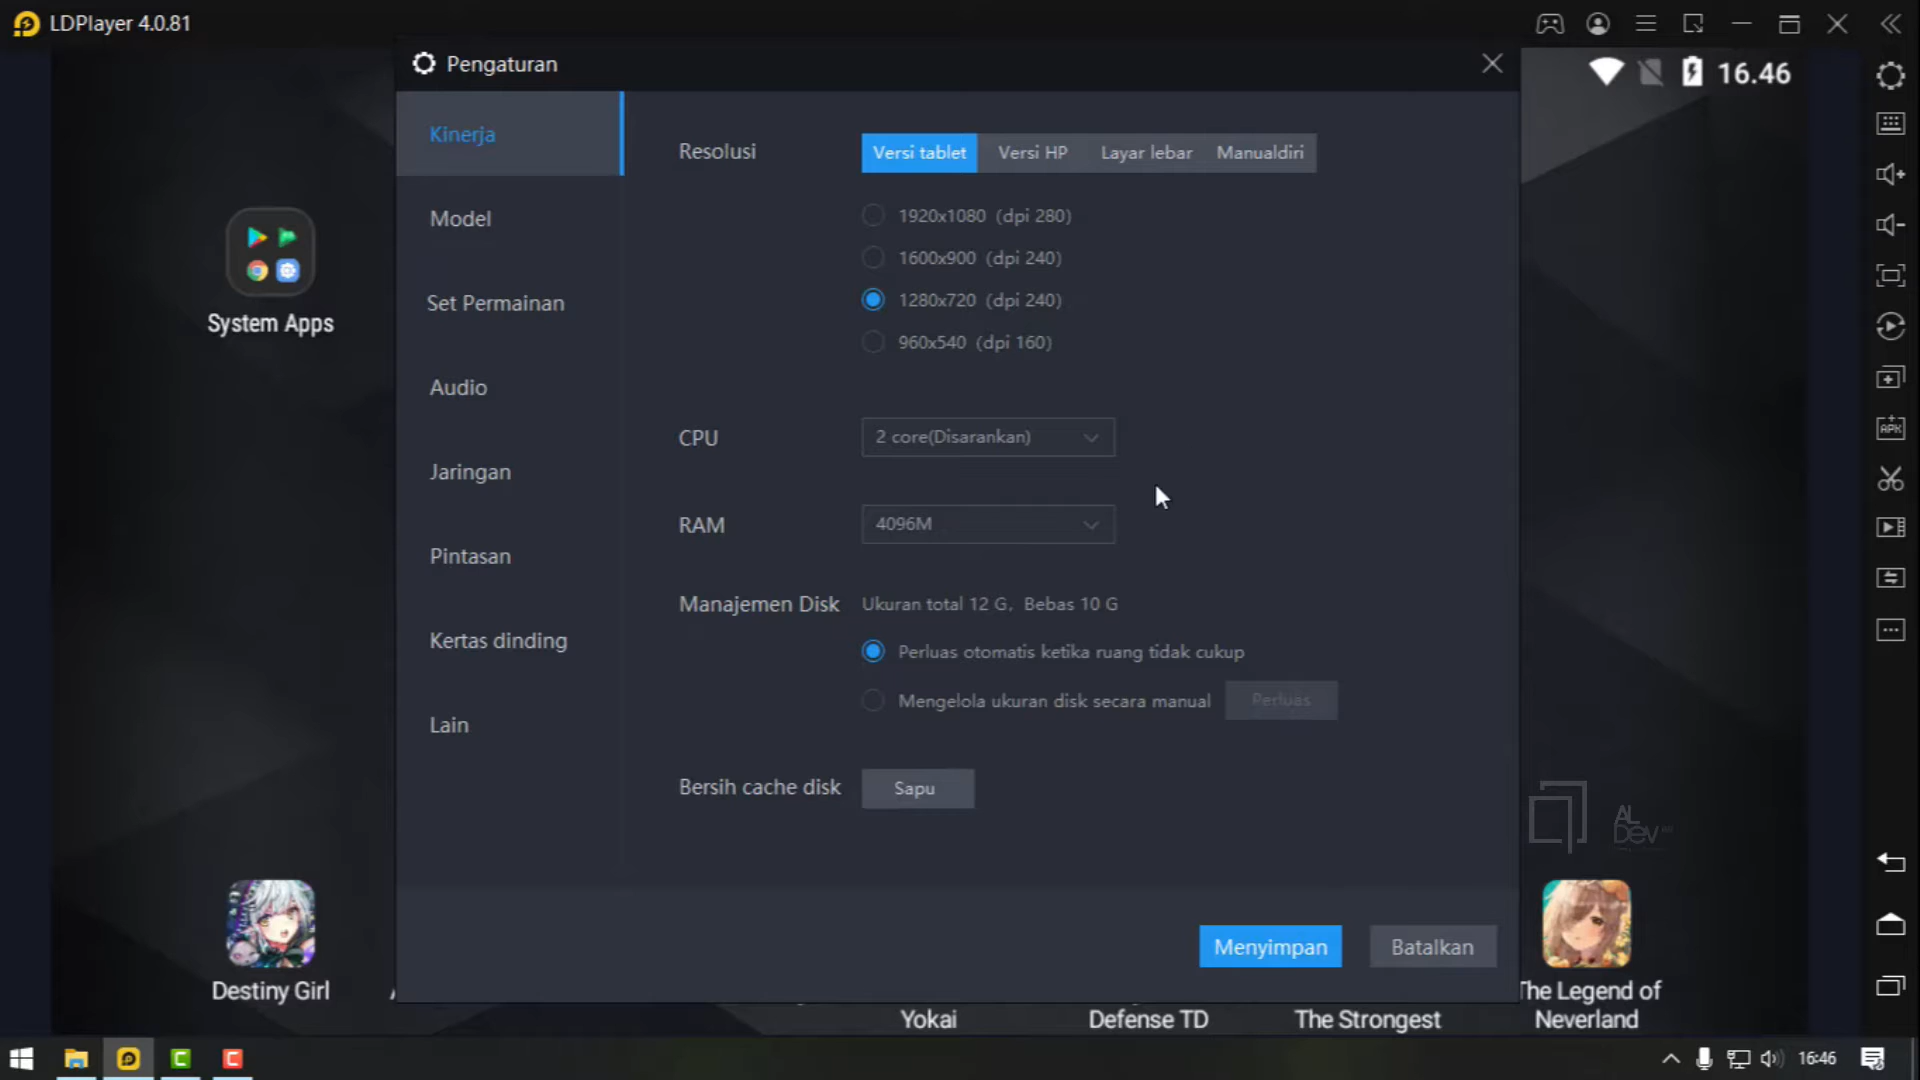 LDPlayer 4.0.81
Pengaturan
16.46
Kinerja
Model
Set Permainan
Audio
Jaringan
Pintasan
Kertas dinding
Lain
Resolusi
Versi tablet
Versi HP
Layar lebar
Manualdiri
1920x1080 (dpi 280)
1600x900 (dpi 240)
1280x720 (dpi 240)
960x540 (dpi 160)
CPU
2 core(Disarankan)
RAM
4096M
Manajemen Disk
Ukuran total 12 G, Bebas 10 G
Perluas otomatis ketika ruang tidak cukup
Mengelola ukuran disk secara manual
Perluas
Bersih cache disk
Sapu
Menyimpan
Batalkan
System Apps
APK
AL
Dev
Destiny Girl
Yokai
Defense TD
The Strongest
The Legend of
Neverland
16:46